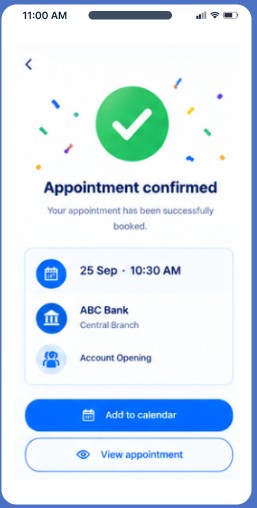 11:00 AM
Appointment confirmed
Your appointment has been successfully
booked.
25 Sep · 10:30 AM
ABC Bank
Central Branch
Account Opening
Add to calendar
View appointment